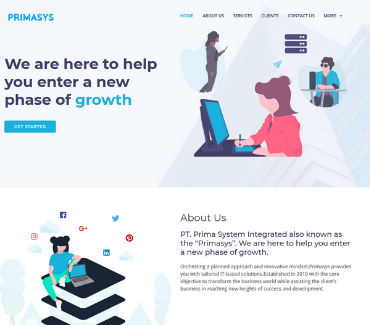 PRIMASYS
HOME ABOUT US SERVICES CLIENTS CONTACT US MORE
We are here to help
you enter a new
phase of growth
GET STARTED
About Us
PT. Prima System Integrated also known as
the "Primasys". We are here to help you enter
a new phase of growth.
Orchesting a planned approach and innovative mindset,Primasys provides
you with tailored IT-based solutions.Established in 2010 with the core
objective to transform the business world while assisting the client's
business in reaching new heights of success and development.